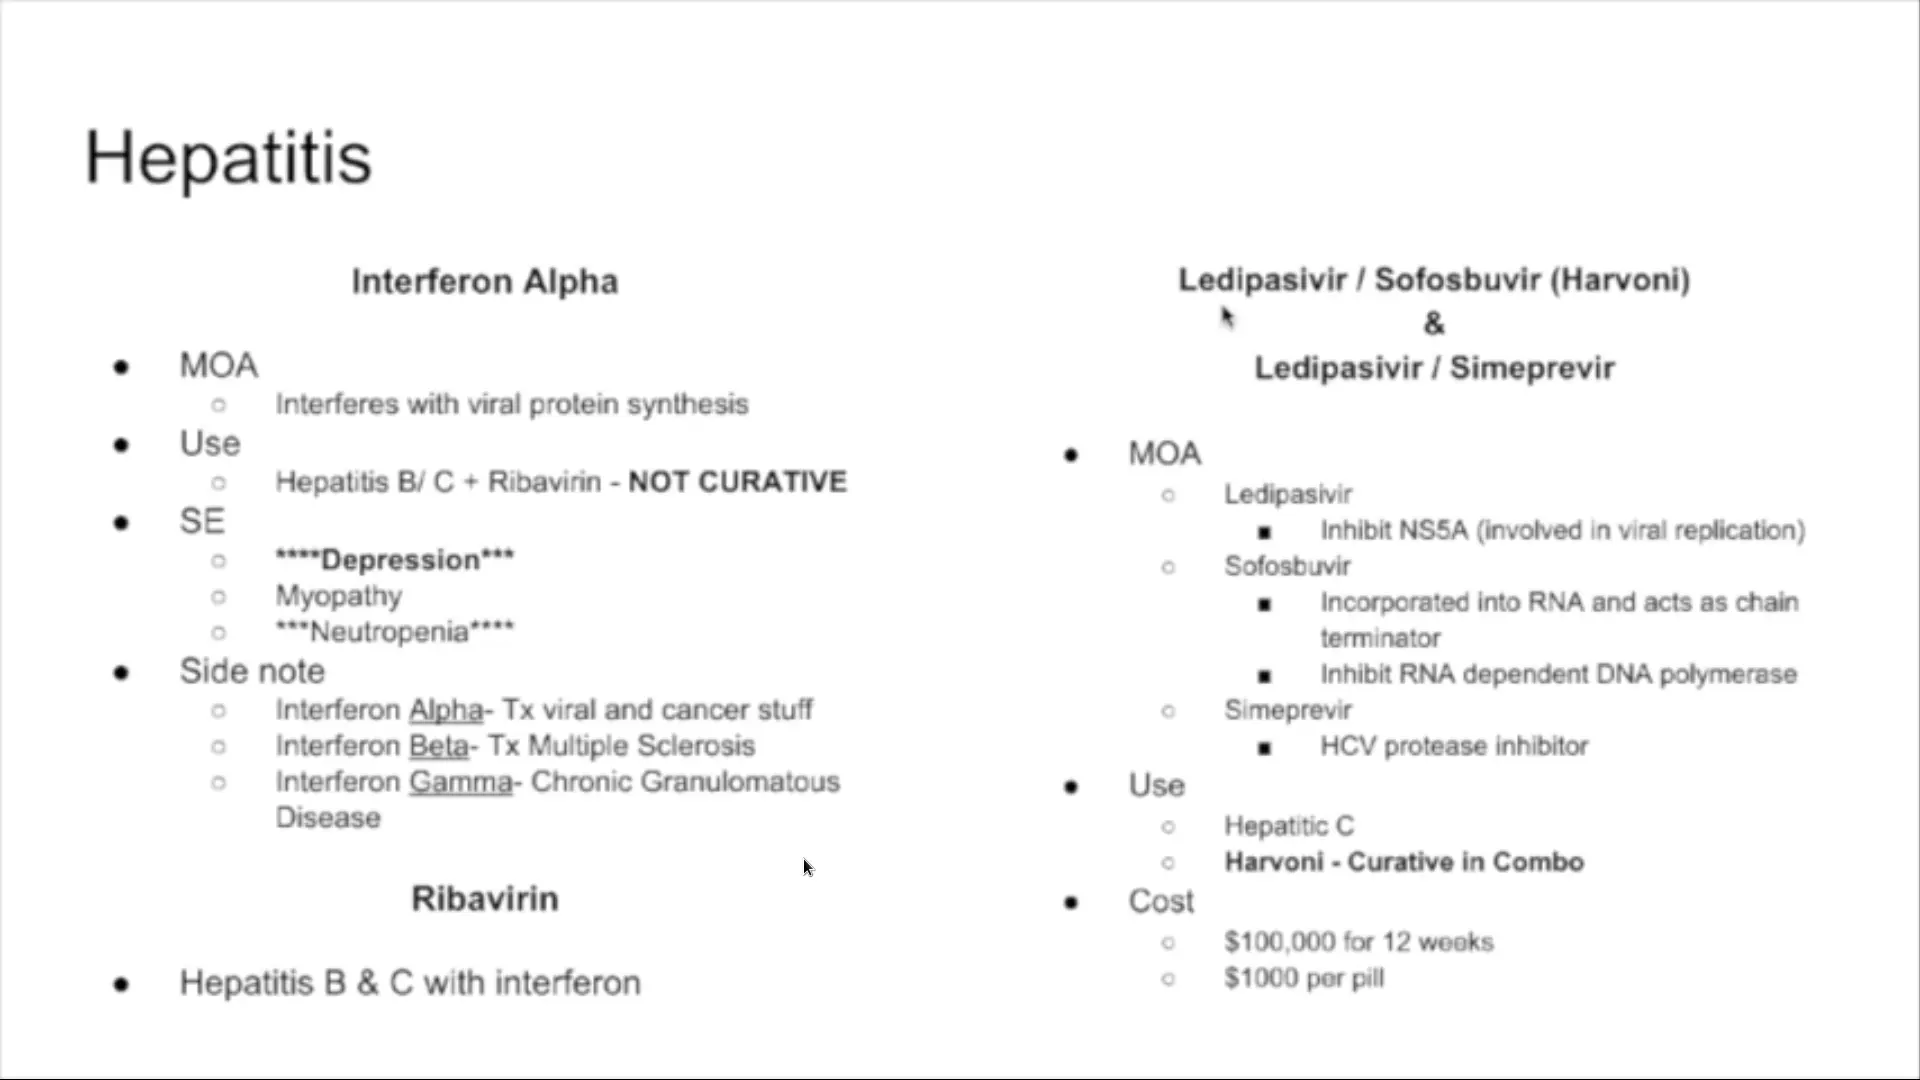 Hepatitis
Interferon Alpha
● MOA
○ Interferes with viral protein synthesis
● Use
○ Hepatitis B/ C + Ribavirin - NOT CURATIVE
● SE
○ ****Depression***
○ Myopathy
○ ***Neutropenia****
● Side note
○ Interferon Alpha- Tx viral and cancer stuff
○ Interferon Beta- Tx Multiple Sclerosis
○ Interferon Gamma- Chronic Granulomatous
Disease
Ribavirin
● Hepatitis B & C with interferon
Ledipasivir / Sofosbuvir (Harvoni)
&
Ledipasivir / Simeprevir
● MOA
○ Ledipasivir
■ Inhibit NS5A (involved in viral replication)
○ Sofosbuvir
■ Incorporated into RNA and acts as chain
terminator
■ Inhibit RNA dependent DNA polymerase
○ Simeprevir
■ HCV protease inhibitor
● Use
○ Hepatitic C
○ Harvoni - Curative in Combo
● Cost
○ $100,000 for 12 weeks
○ $1000 per pill